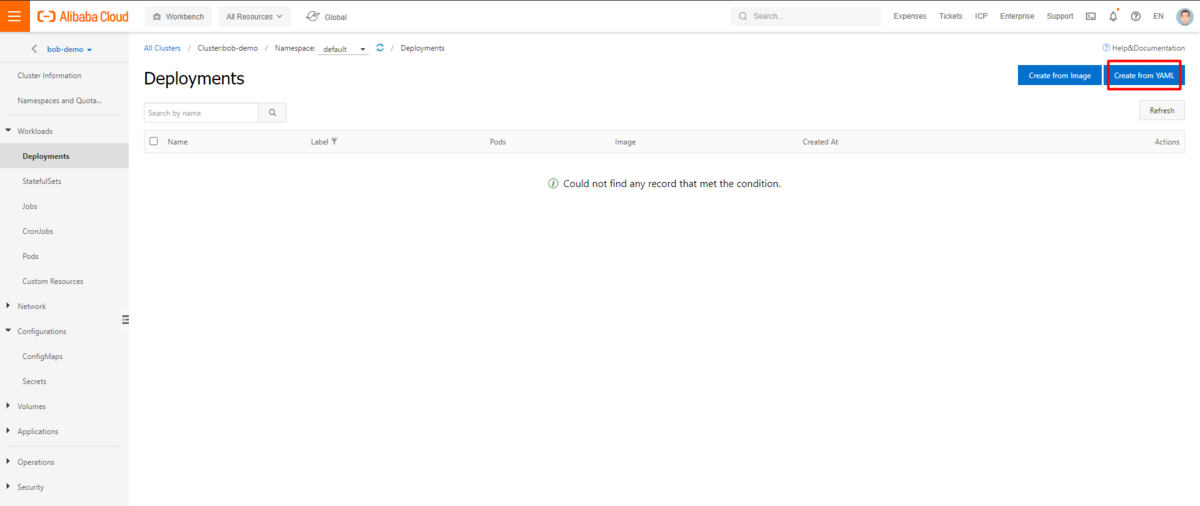 Alibaba Cloud Workbench All Resources Global Search... Expenses Tickets ICP Enterprise Support EN
bob-demo
All Clusters / Cluster:bob-demo / Namespace: default / Deployments
Help&Documentation
Cluster Information
Namespaces and Quota...
Workloads
Deployments
StatefulSets
Jobs
CronJobs
Pods
Custom Resources
Network
Configurations
ConfigMaps
Secrets
Volumes
Applications
Operations
Security
Deployments
Create from Image Create from YAML
Search by name
Refresh
Name Label Pods Image Created At Actions
Could not find any record that met the condition.